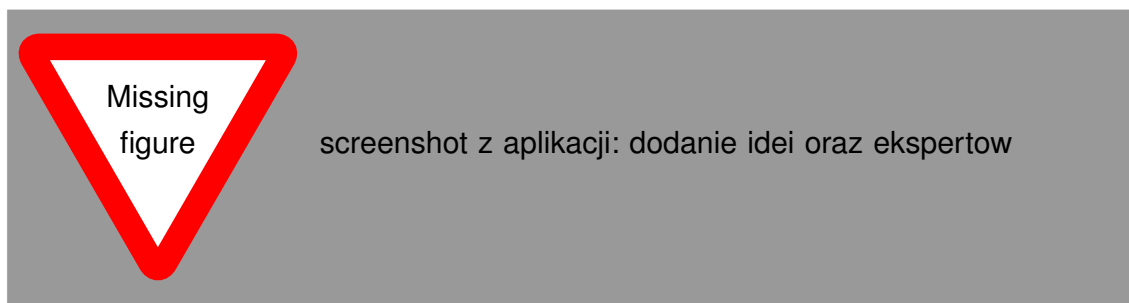 Missing
figure
screenshot z aplikacji: dodanie idei oraz ekspertow